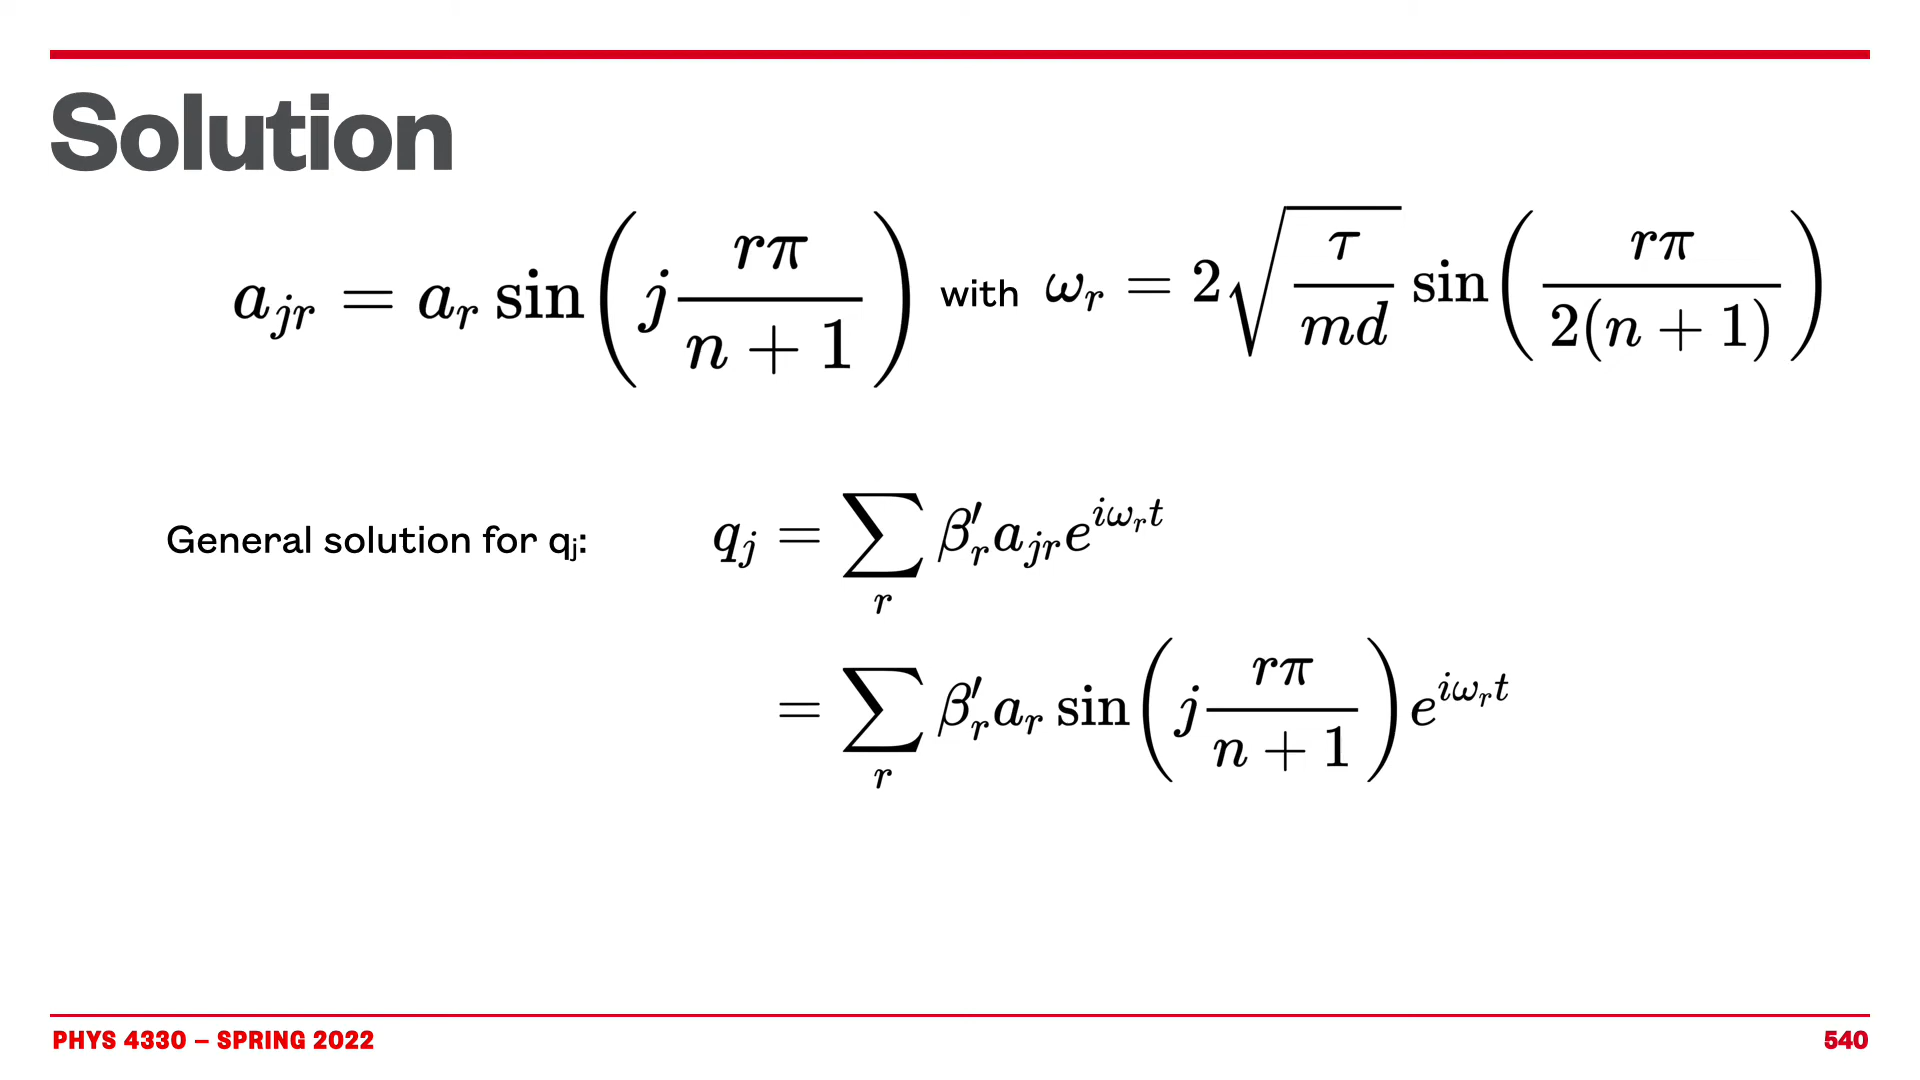 Solution
a_{jr} = a_r \sin\left( j \frac{r\pi}{n+1} \right) with \omega_r = 2\sqrt{\frac{\tau}{md}} \sin\left( \frac{r\pi}{2(n+1)} \right)
General solution for q_j: q_j = \sum_r \beta'_r a_{jr} e^{i\omega_r t}
= \sum_r \beta'_r a_r \sin\left( j \frac{r\pi}{n+1} \right) e^{i\omega_r t}
PHYS 4330 – SPRING 2022 540